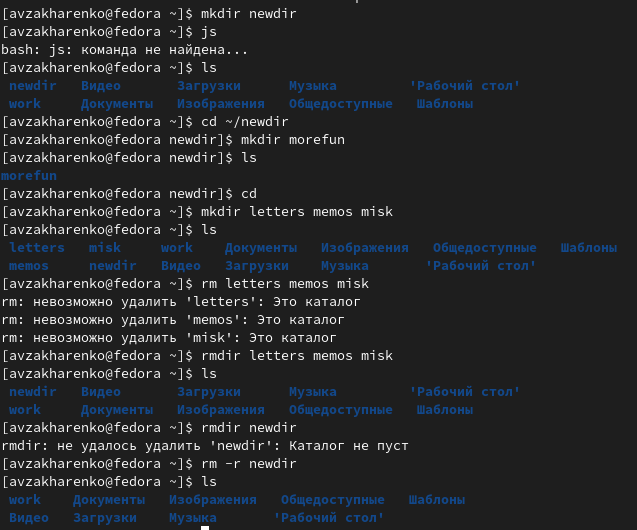 [avzakharenko@fedora ~]$ mkdir newdir
[avzakharenko@fedora ~]$ js
bash: js: команда не найдена...
[avzakharenko@fedora ~]$ ls
newdir Видео Загрузки Музыка 'Рабочий стол'
work Документы Изображения Общедоступные Шаблоны
[avzakharenko@fedora ~]$ cd ~/newdir
[avzakharenko@fedora newdir]$ mkdir morefun
[avzakharenko@fedora newdir]$ ls
morefun
[avzakharenko@fedora newdir]$ cd
[avzakharenko@fedora ~]$ mkdir letters memos misk
[avzakharenko@fedora ~]$ ls
letters misk work Документы Изображения Общедоступные Шаблоны
memos newdir Видео Загрузки Музыка 'Рабочий стол'
[avzakharenko@fedora ~]$ rm letters memos misk
rm: невозможно удалить 'letters': Это каталог
rm: невозможно удалить 'memos': Это каталог
rm: невозможно удалить 'misk': Это каталог
[avzakharenko@fedora ~]$ rmdir letters memos misk
[avzakharenko@fedora ~]$ ls
newdir Видео Загрузки Музыка 'Рабочий стол'
work Документы Изображения Общедоступные Шаблоны
[avzakharenko@fedora ~]$ rmdir newdir
rmdir: не удалось удалить 'newdir': Каталог не пуст
[avzakharenko@fedora ~]$ rm -r newdir
[avzakharenko@fedora ~]$ ls
work Документы Изображения Общедоступные Шаблоны
Видео Загрузки Музыка 'Рабочий стол'
[avzakharenko@fedora ~]$